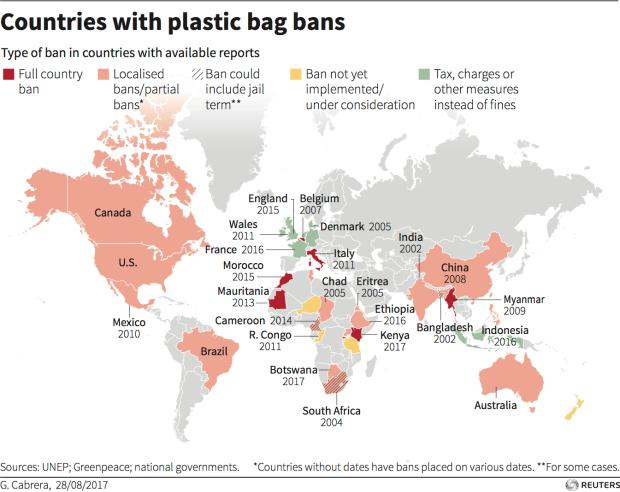 Countries with plastic bag bans
Type of ban in countries with available reports
Full country
ban
Localised
bans/partial
bans*
Ban could
include jail
term**
Ban not yet
implemented/
under consideration
Tax, charges or
other measures
instead of fines
Canada
U.S.
Mexico
2010
Brazil
England
2015
Belgium
2007
Wales
2011
Denmark 2005
France 2016
Italy
2011
Morocco
2015
Mauritania
2013
Chad
2005
Eritrea
2005
Ethiopia
2016
Cameroon 2014
R. Congo
2011
Kenya
2017
Botswana
2017
South Africa
2004
India
2002
China
2008
Myanmar
2009
Bangladesh
2002
Indonesia
2016
Australia
Sources: UNEP; Greenpeace; national governments. *Countries without dates have bans placed on various dates. **For some cases.
G. Cabrera, 28/08/2017
REUTERS